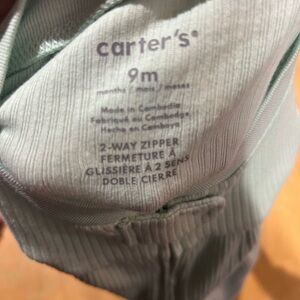 carter's®
9m
months / mois / meses
Made in Cambodia
Fabriqué au Cambodge
Hecho en Camboya
2-WAY ZIPPER
FERMETURE À
GLISSIÈRE À 2 SENS
DOBLE CIERRE